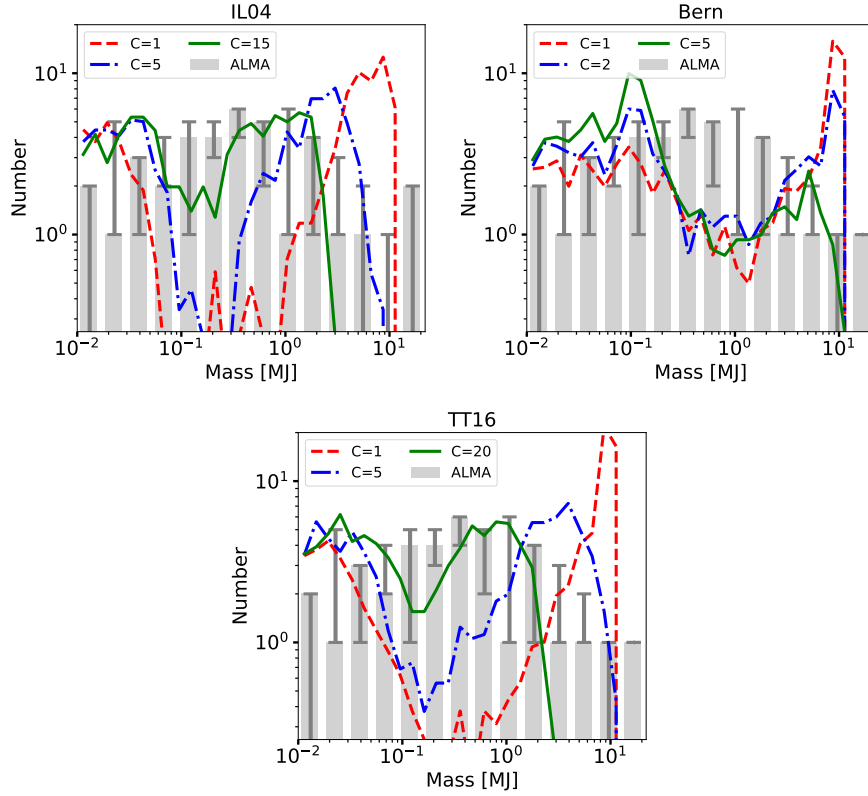 IL04
C=1 C=15
C=5 ALMA
10^1
10^0
Number
10^-2 10^-1 10^0 10^1
Mass [MJ]
Bern
C=1 C=5
C=2 ALMA
10^1
10^0
Number
10^-2 10^-1 10^0 10^1
Mass [MJ]
TT16
C=1 C=20
C=5 ALMA
10^1
10^0
Number
10^-2 10^-1 10^0 10^1
Mass [MJ]